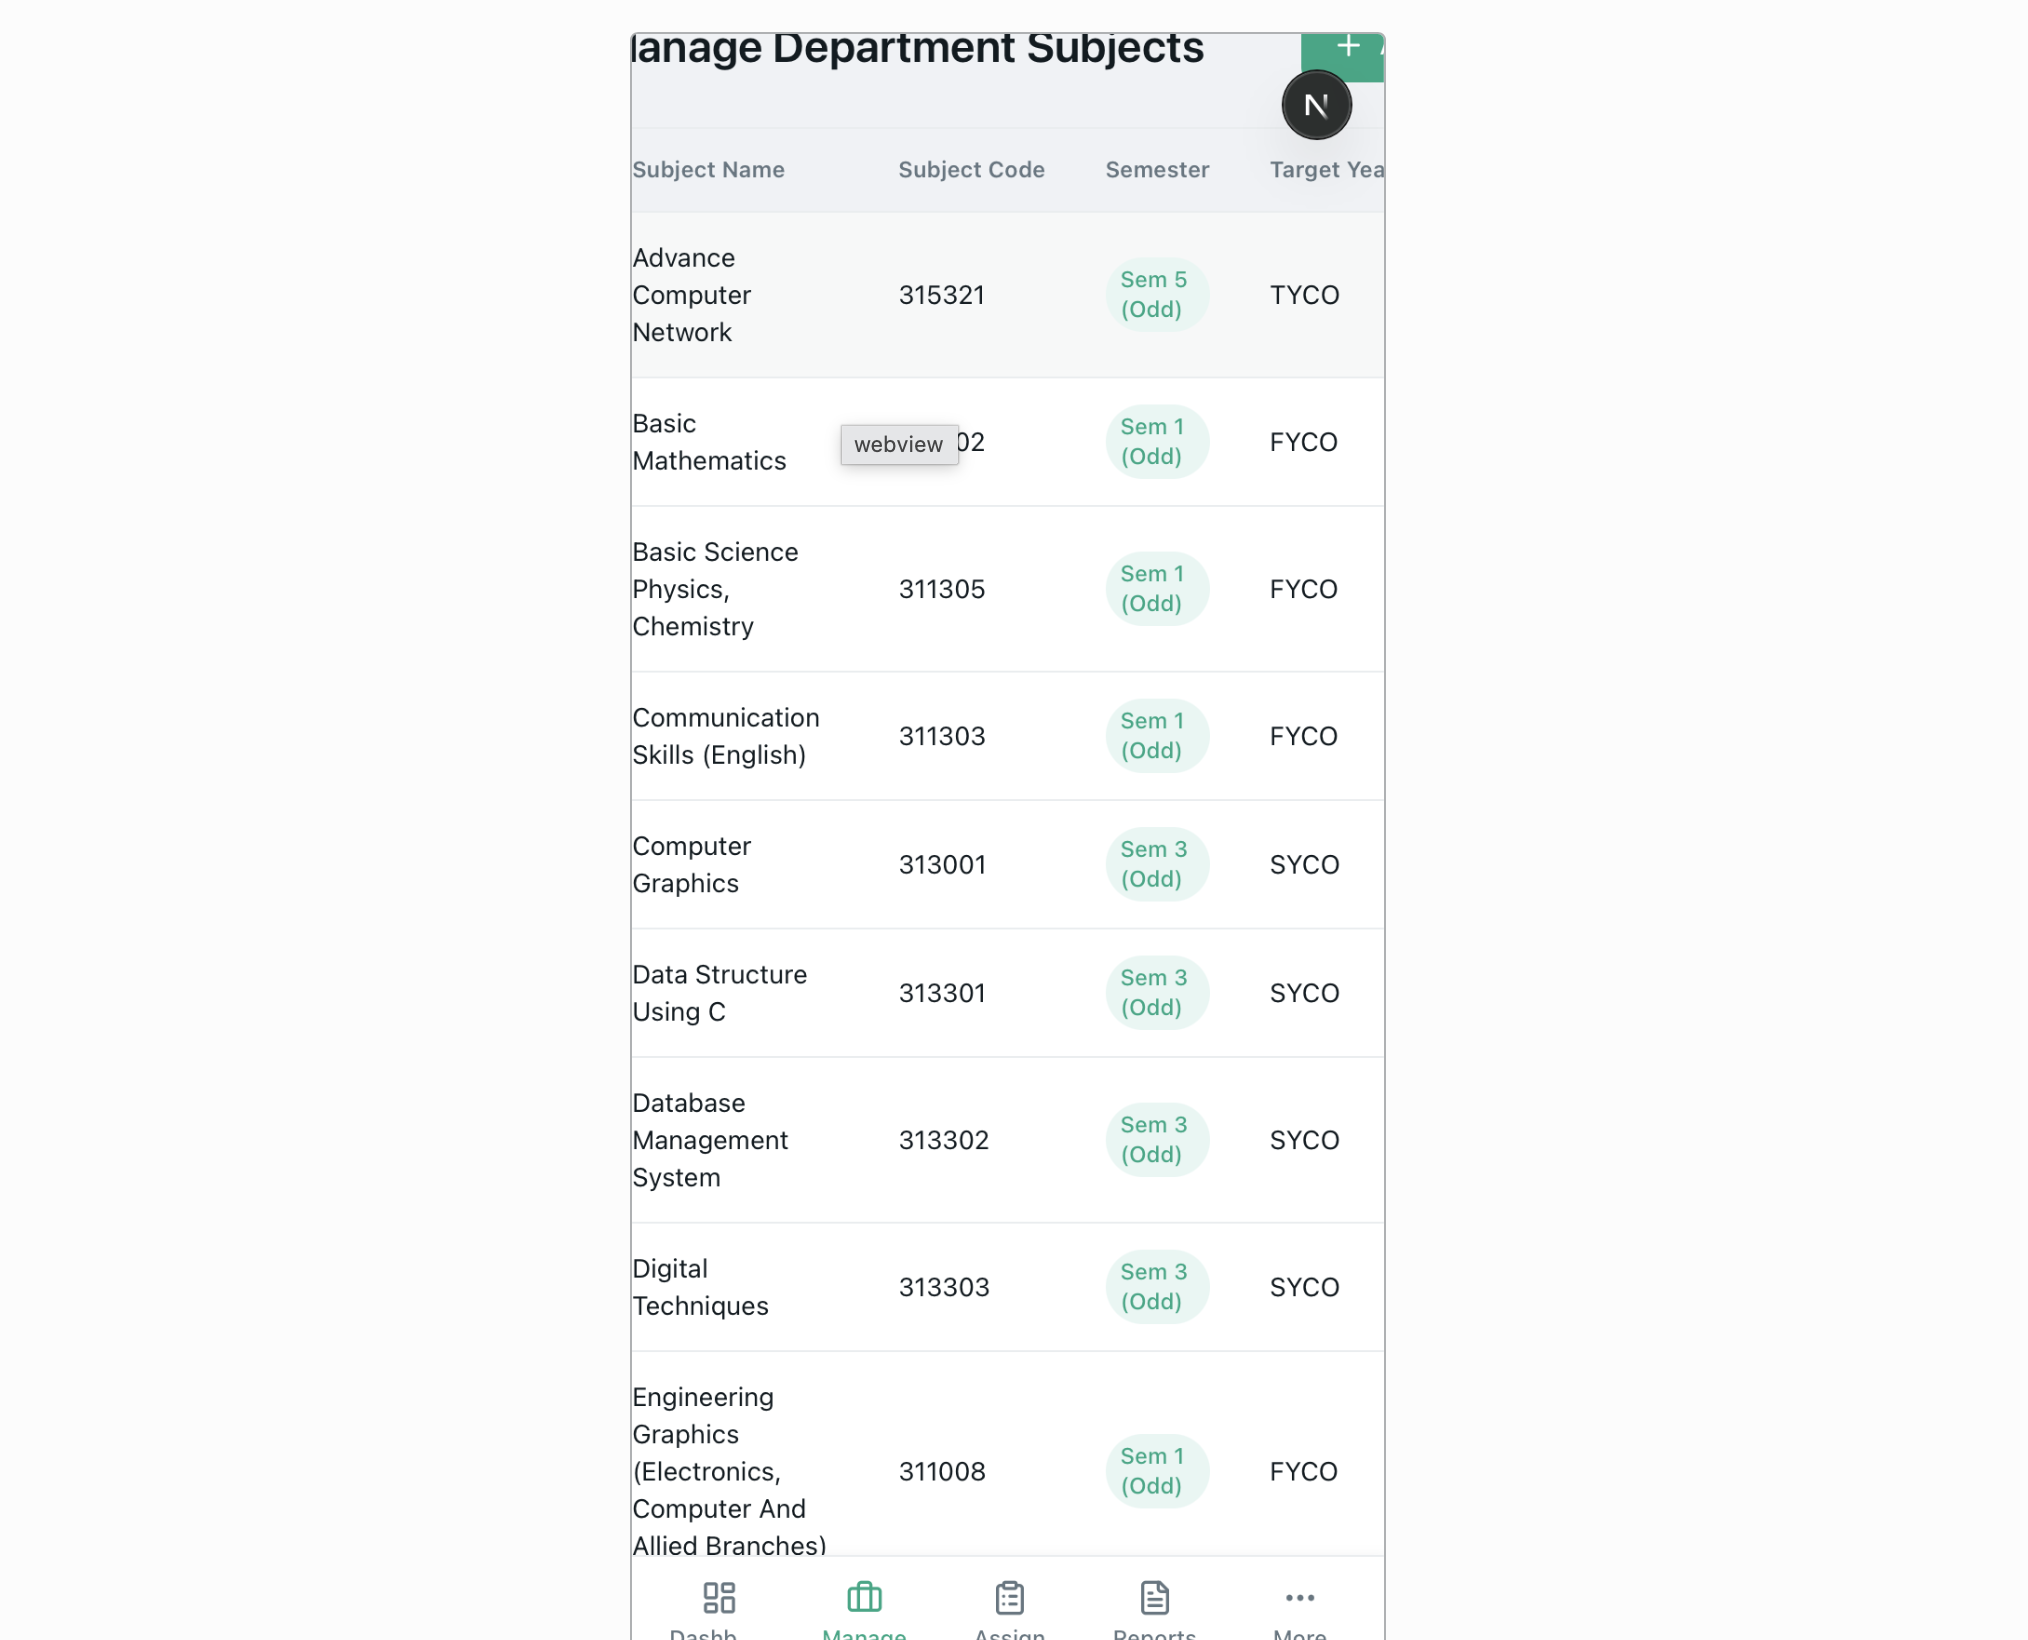 anage Department Subjects
N
Subject Name Subject Code Semester Target Yea
Advance
Computer
Network
315321
Sem 5
(Odd)
TYCO
Basic
Mathematics
webview
02
Sem 1
(Odd)
FYCO
Basic Science
Physics,
Chemistry
311305
Sem 1
(Odd)
FYCO
Communication
Skills (English)
311303
Sem 1
(Odd)
FYCO
Computer
Graphics
313001
Sem 3
(Odd)
SYCO
Data Structure
Using C
313301
Sem 3
(Odd)
SYCO
Database
Management
System
313302
Sem 3
(Odd)
SYCO
Digital
Techniques
313303
Sem 3
(Odd)
SYCO
Engineering
Graphics
(Electronics,
Computer And
Allied Branches)
311008
Sem 1
(Odd)
FYCO
Dashb Manage Assign Reports More